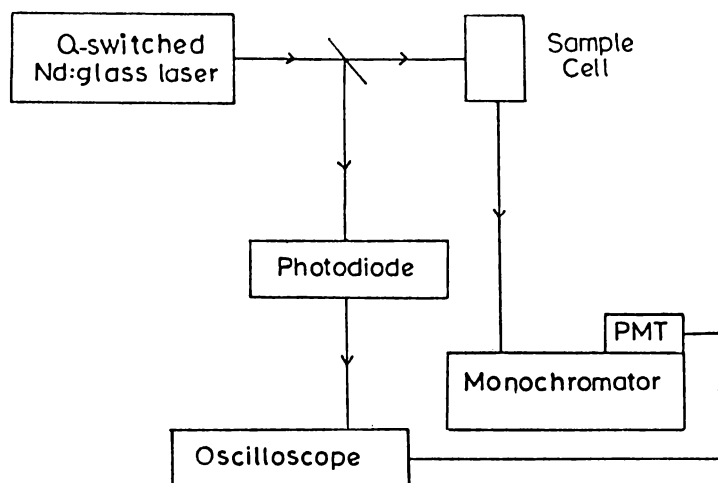 Q-switched
Nd:glass laser
Sample
Cell
Photodiode
PMT
Monochromator
Oscilloscope